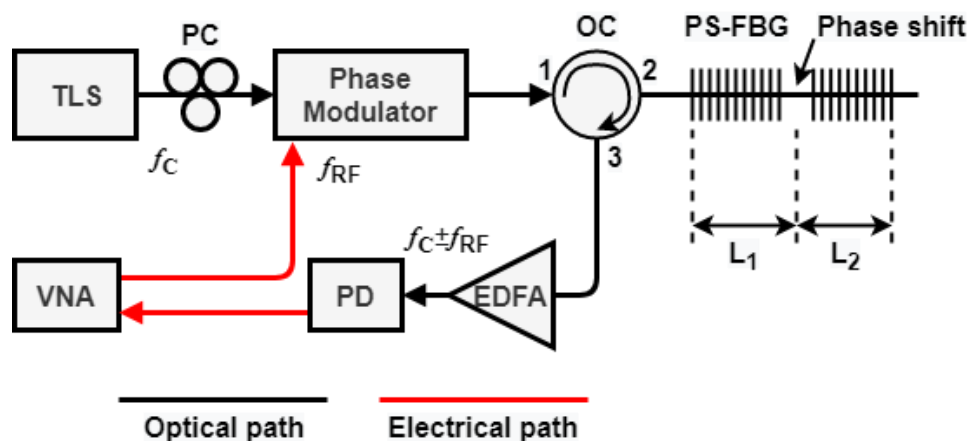 TLS
PC
Phase
Modulator
OC
1
2
3
PS-FBG
Phase shift
fC
fRF
fC±fRF
L1
L2
VNA
PD
EDFA
Optical path
Electrical path